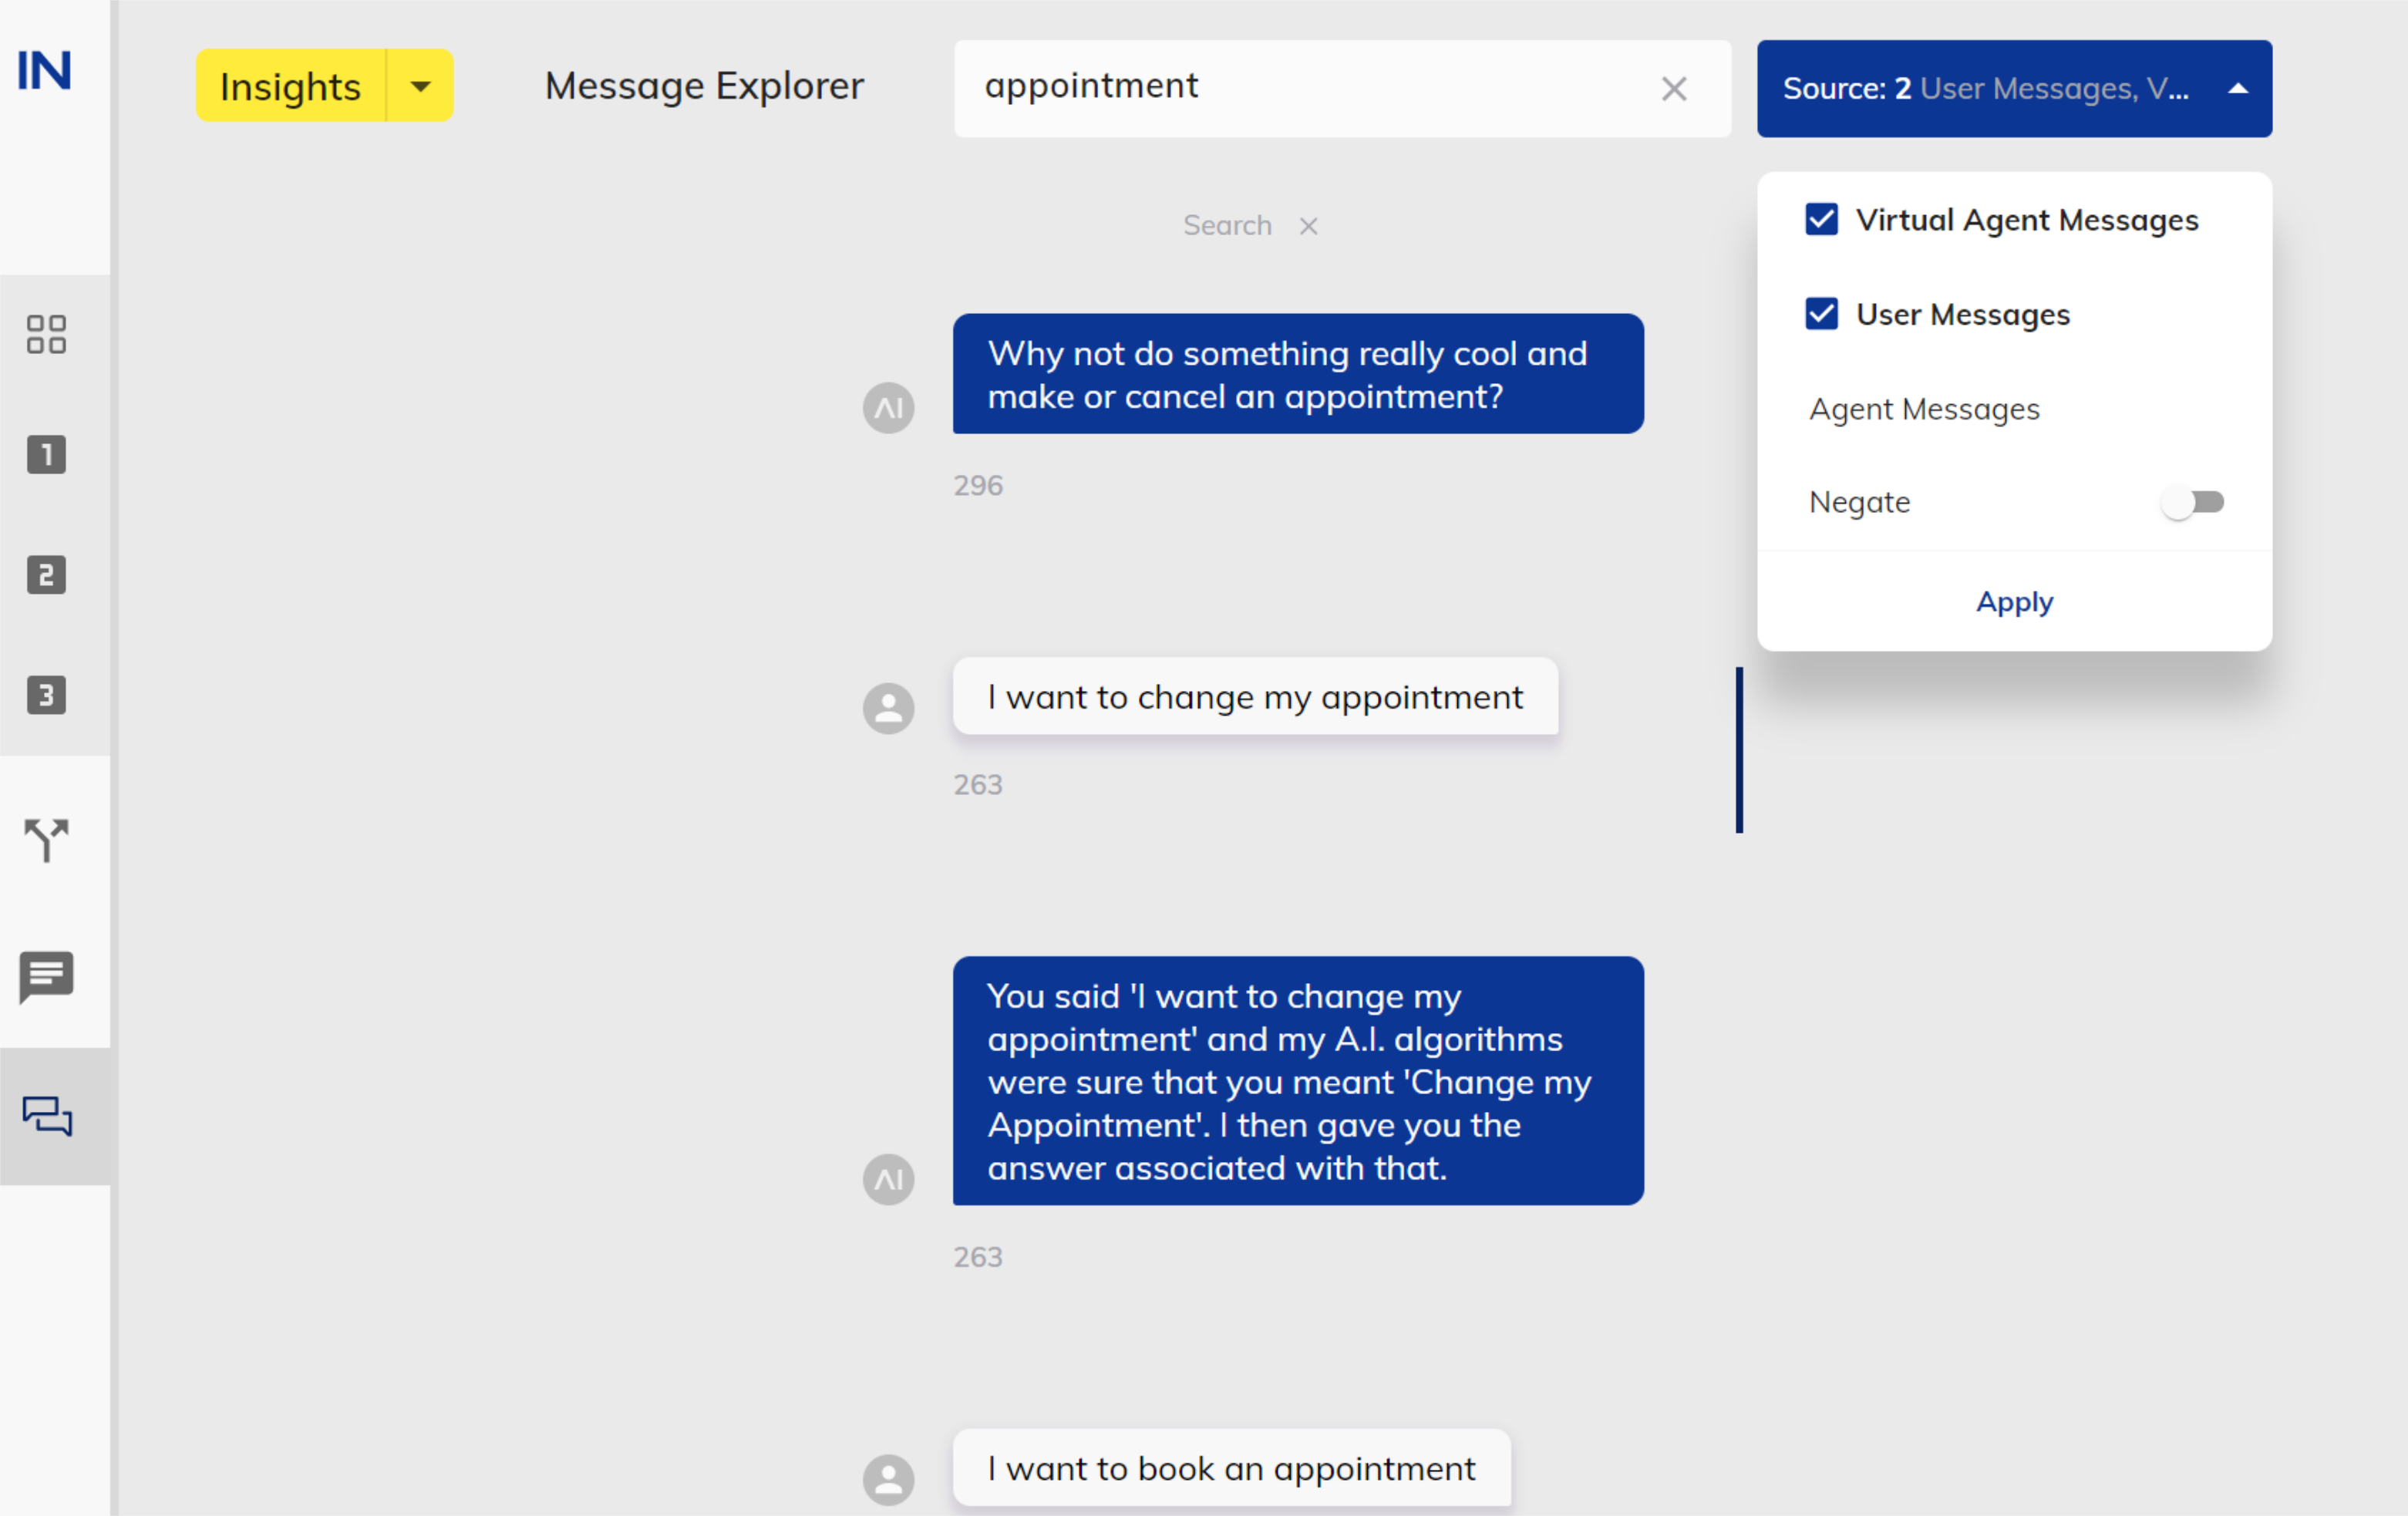 IN
Insights
Message Explorer
appointment
Source: 2 User Messages, V...
Search
Virtual Agent Messages
User Messages
Agent Messages
Negate
Apply
1
2
3
AI
Why not do something really cool and
make or cancel an appointment?
296
I want to change my appointment
263
AI
You said 'I want to change my
appointment' and my A.I. algorithms
were sure that you meant 'Change my
Appointment'. I then gave you the
answer associated with that.
263
I want to book an appointment